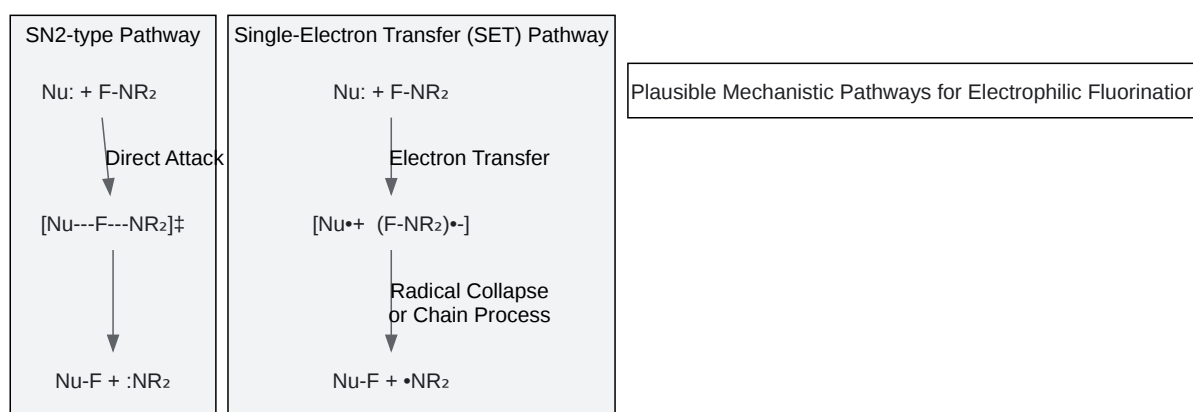 SN2-type Pathway
Nu: + F-NR₂
Direct Attack
[Nu---F---NR₂]‡
Nu-F + :NR₂
Single-Electron Transfer (SET) Pathway
Nu: + F-NR₂
Electron Transfer
[Nu•+  (F-NR₂)•-]
Radical Collapse
or Chain Process
Nu-F + •NR₂
Plausible Mechanistic Pathways for Electrophilic Fluorination